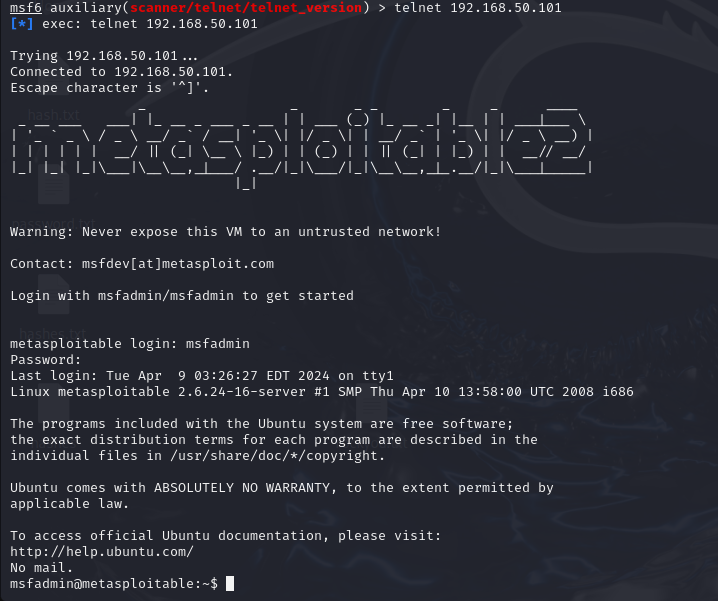 msf6 auxiliary(scanner/telnet/telnet_version) > telnet 192.168.50.101
[*] exec: telnet 192.168.50.101
Trying 192.168.50.101...
Connected to 192.168.50.101.
Escape character is '^]'.
metasploitable2
Warning: Never expose this VM to an untrusted network!
Contact: msfdev[at]metasploit.com
Login with msfadmin/msfadmin to get started
metasploitable login: msfadmin
Password:
Last login: Tue Apr  9 03:26:27 EDT 2024 on tty1
Linux metasploitable 2.6.24-16-server #1 SMP Thu Apr 10 13:58:00 UTC 2008 i686
The programs included with the Ubuntu system are free software;
the exact distribution terms for each program are described in the
individual files in /usr/share/doc/*/copyright.
Ubuntu comes with ABSOLUTELY NO WARRANTY, to the extent permitted by
applicable law.
To access official Ubuntu documentation, please visit:
http://help.ubuntu.com/
No mail.
msfadmin@metasploitable:~$
hash.txt
password.txt
hashes.txt